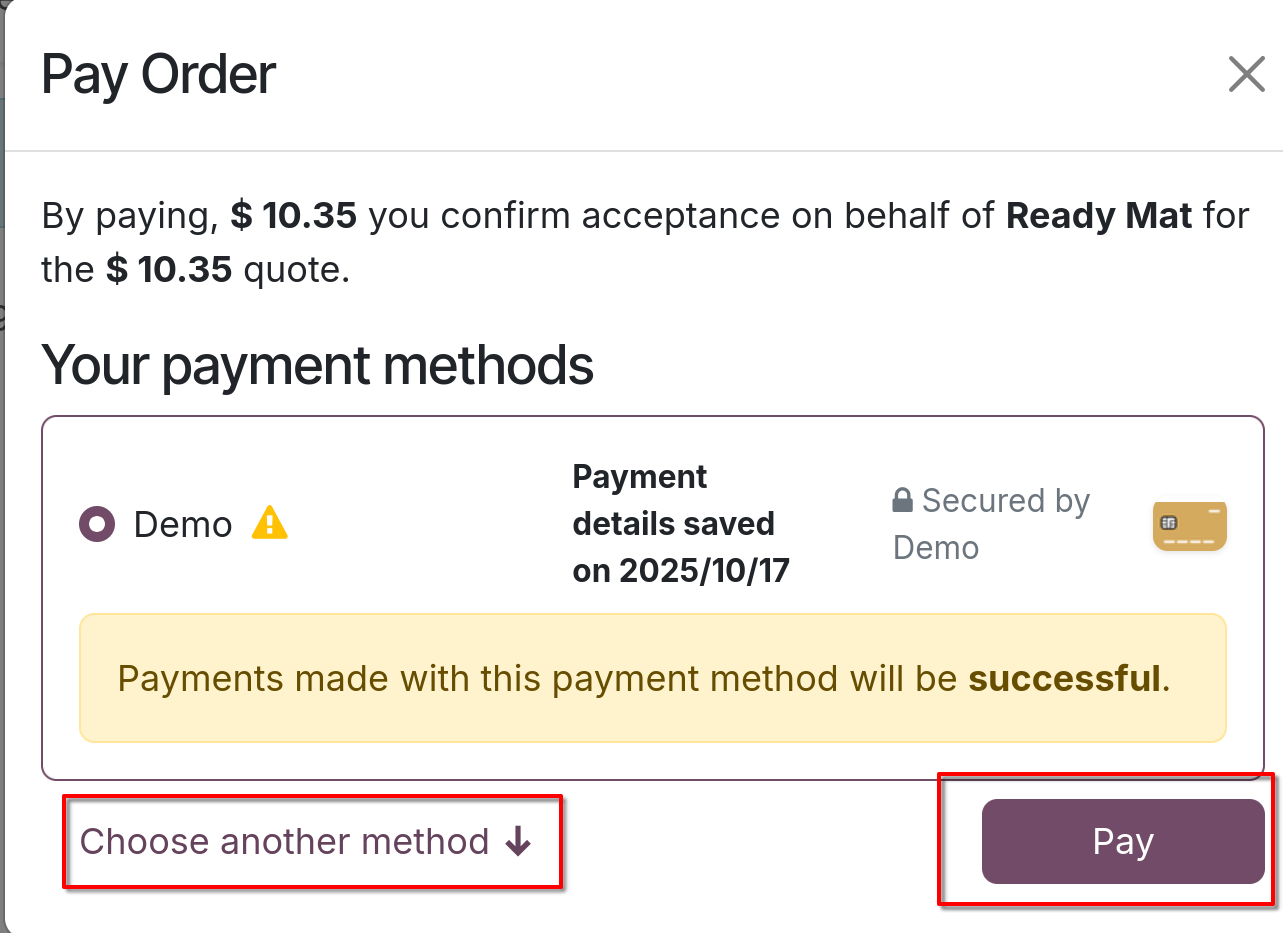 Pay Order
By paying, $ 10.35 you confirm acceptance on behalf of Ready Mat for
the $ 10.35 quote.
Your payment methods
Demo
Payment
details saved
on 2025/10/17
Secured by
Demo
Payments made with this payment method will be successful.
Choose another method
Pay